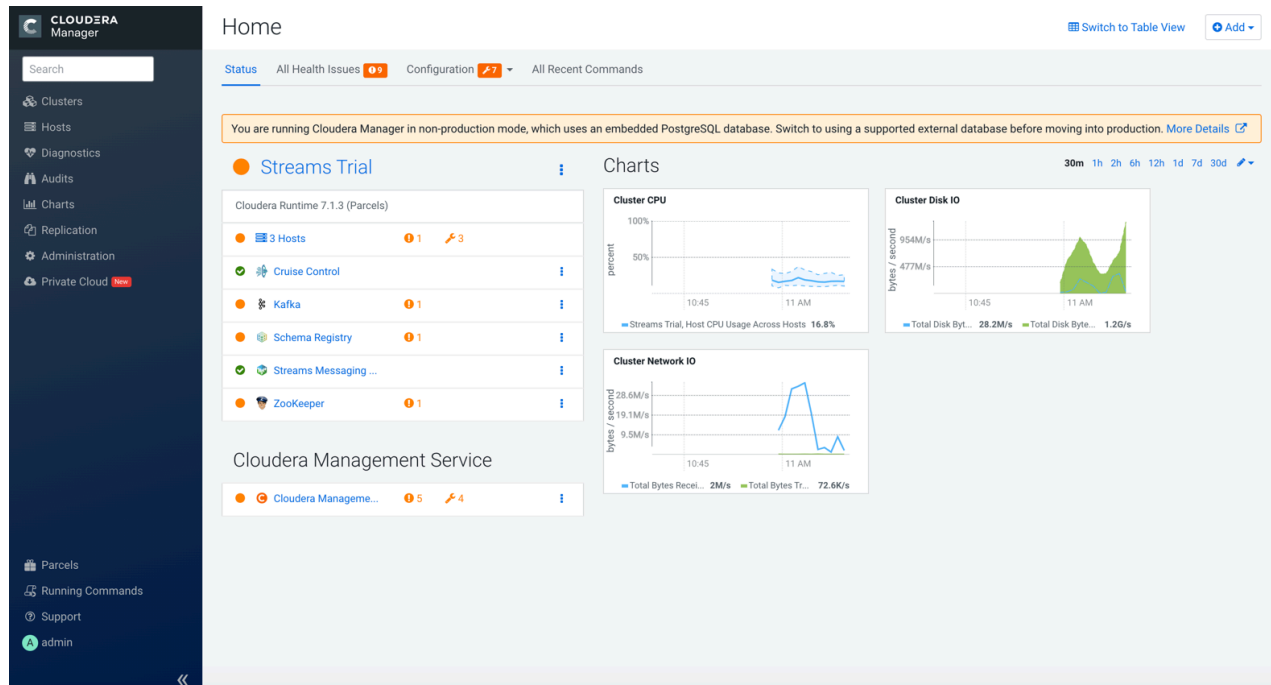 CLOUDERA
Manager
Home
Switch to Table View
Add
Search
Status
All Health Issues
9
Configuration
7
All Recent Commands
Clusters
Hosts
Diagnostics
Audits
Charts
Replication
Administration
Private Cloud New
You are running Cloudera Manager in non-production mode, which uses an embedded PostgreSQL database. Switch to using a supported external database before moving into production. More Details
Streams Trial
Cloudera Runtime 7.1.3 (Parcels)
3 Hosts 1 3
Cruise Control
Kafka 1
Schema Registry 1
Streams Messaging ...
ZooKeeper 1
Cloudera Management Service
Cloudera Manageme... 5 4
Charts
30m 1h 2h 6h 12h 1d 7d 30d
Cluster CPU
percent
100%
50%
10:45 11 AM
Streams Trial, Host CPU Usage Across Hosts 16.8%
Cluster Disk IO
bytes / second
954M/s
477M/s
10:45 11 AM
Total Disk Byt... 28.2M/s Total Disk Byte... 1.2G/s
Cluster Network IO
bytes / second
28.6M/s
19.1M/s
9.5M/s
10:45 11 AM
Total Bytes Recei... 2M/s Total Bytes Tr... 72.6K/s
Parcels
Running Commands
Support
A admin